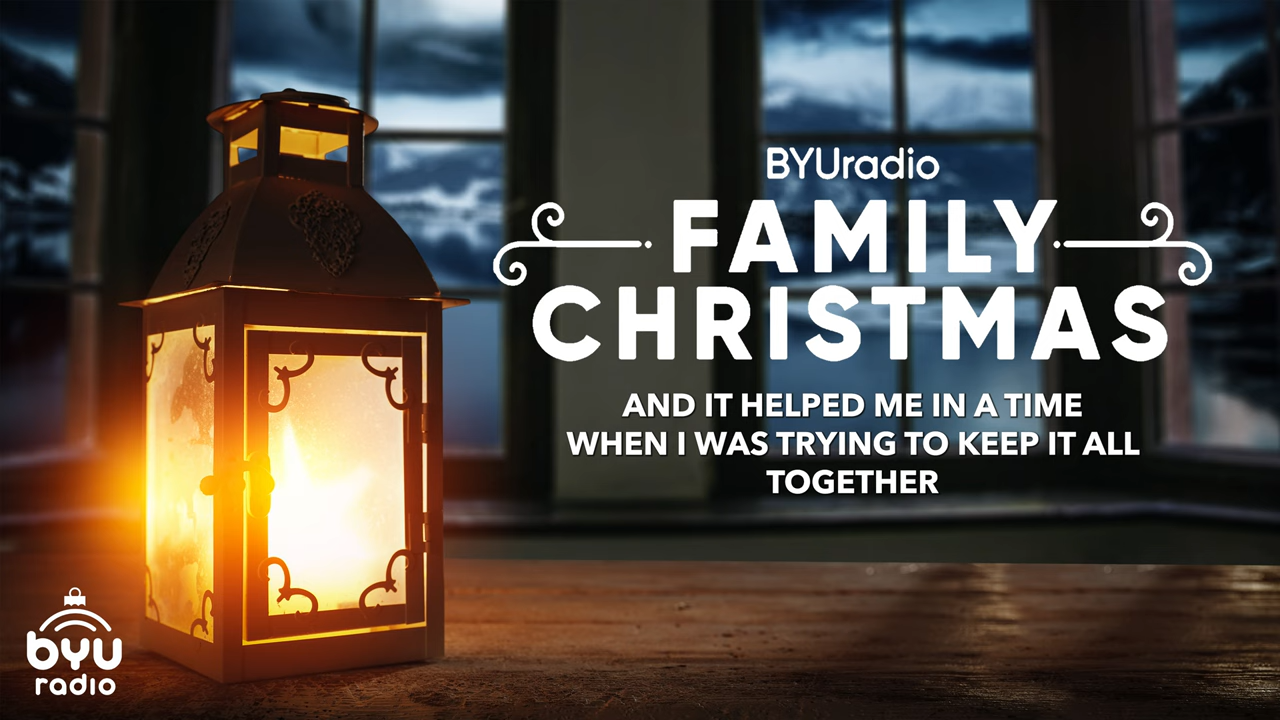 BYUradio
FAMILY
CHRISTMAS
AND IT HELPED ME IN A TIME
WHEN I WAS TRYING TO KEEP IT ALL
TOGETHER
byu
radio